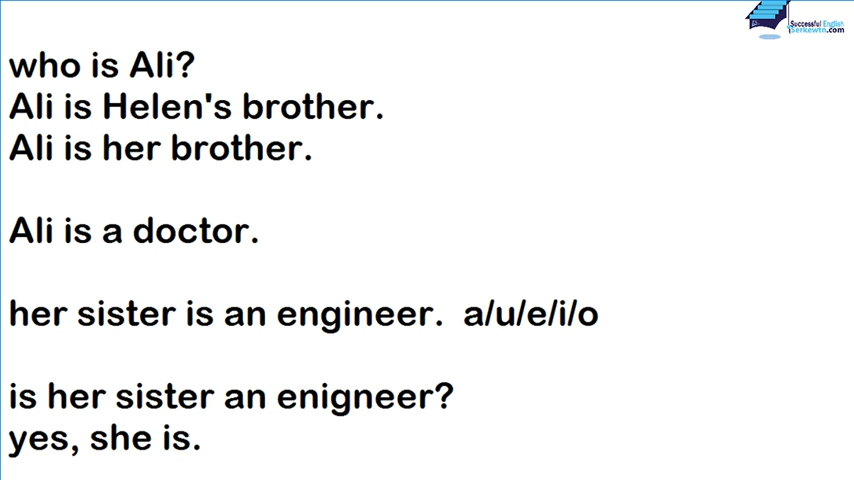 Successful English
Serkewtn.com
who is Ali?
Ali is Helen's brother.
Ali is her brother.
Ali is a doctor.
her sister is an engineer.  a/u/e/i/o
is her sister an enigneer?
yes, she is.